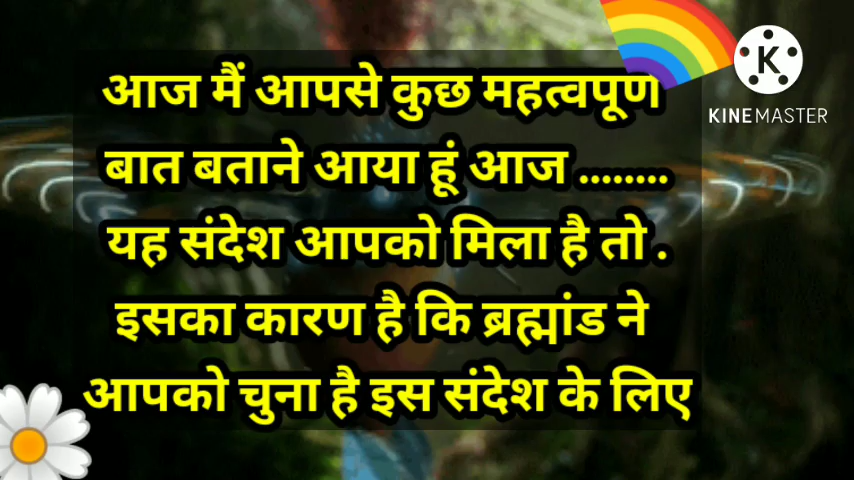 आज मैं आपसे कुछ महत्वपूर्ण
बात बताने आया हूं आज ........
यह संदेश आपको मिला है तो .
इसका कारण है कि ब्रह्मांड ने
आपको चुना है इस संदेश के लिए
K
KINEMASTER